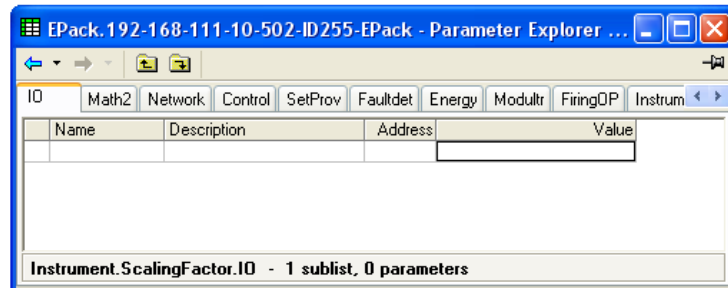 EPack.192-168-111-10-502-ID255-EPack - Parameter Explorer ...
IO Math2 Network Control SetProv Faultdet Energy Modultr FiringOP Instrum
Name Description Address Value
Instrument.ScalingFactor.IO - 1 sublist, 0 parameters